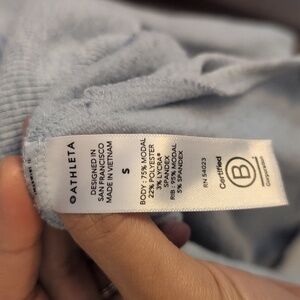 ATHLETA
DESIGNED IN
SAN FRANCISCO
MADE IN VIETNAM
S
BODY : 75% MODAL
22% POLYESTER
3% LYCRA®
SPANDEX
RIB : 95% MODAL
5% SPANDEX
RN 54023
Certified
B
Corporation